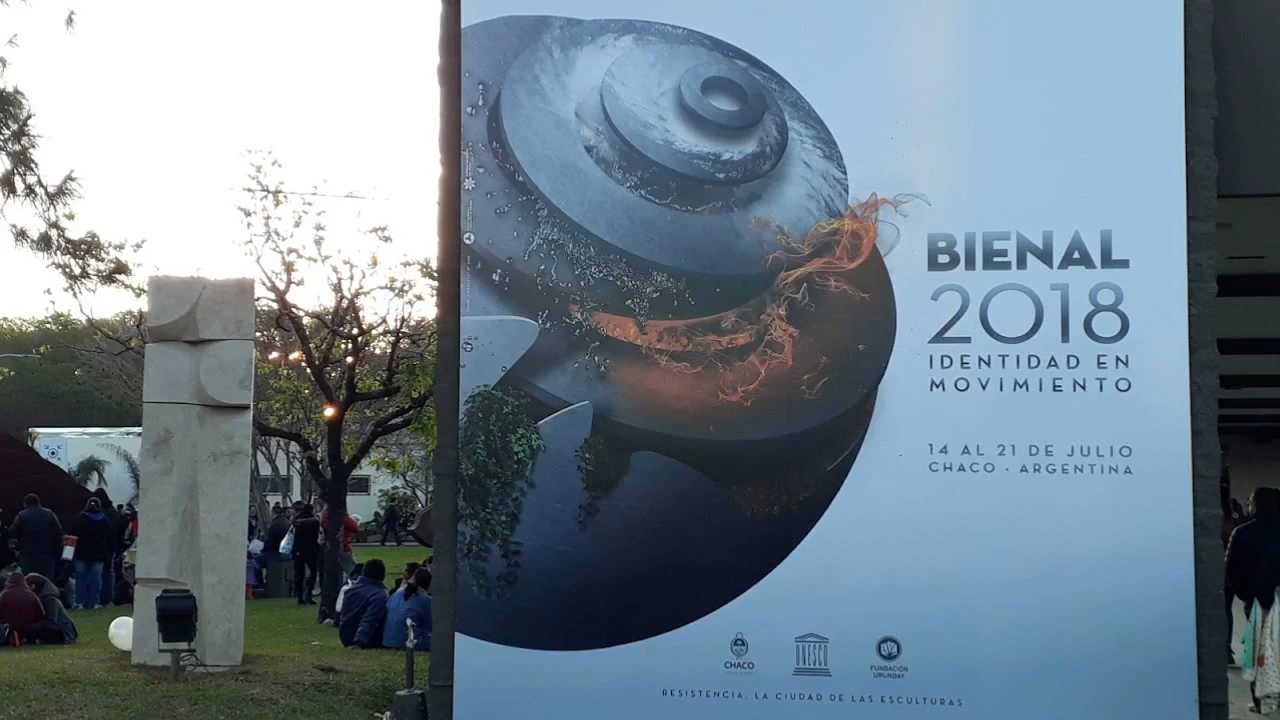 BIENAL
2018
IDENTIDAD EN
MOVIMIENTO
14 AL 21 DE JULIO
CHACO - ARGENTINA
CHACO
UNESCO
FUNDACIÓN
URUNDAY
RESISTENCIA, LA CIUDAD DE LAS ESCULTURAS